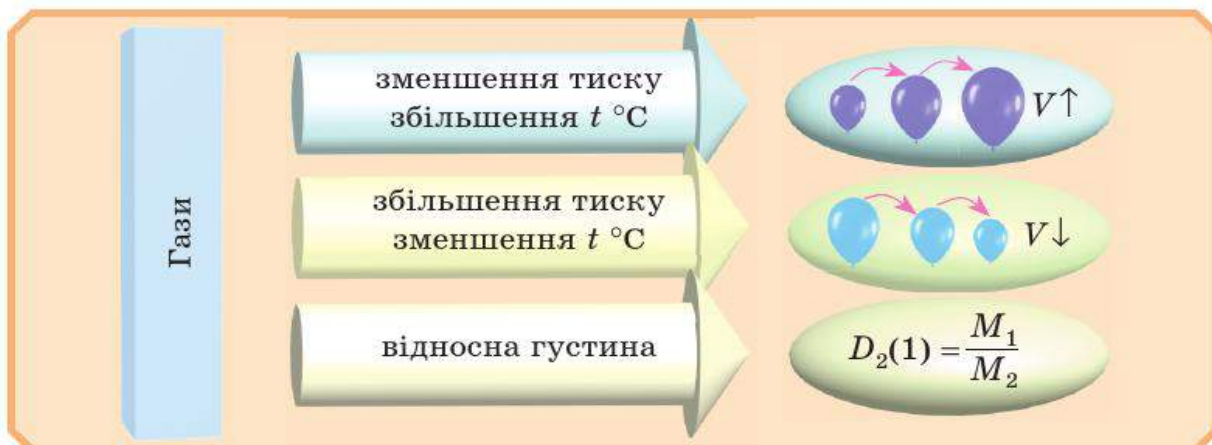 Гази
зменшення тиску
збільшення t °C
V↑
збільшення тиску
зменшення t °C
V↓
відносна густина
D₂(1) = M₁/M₂